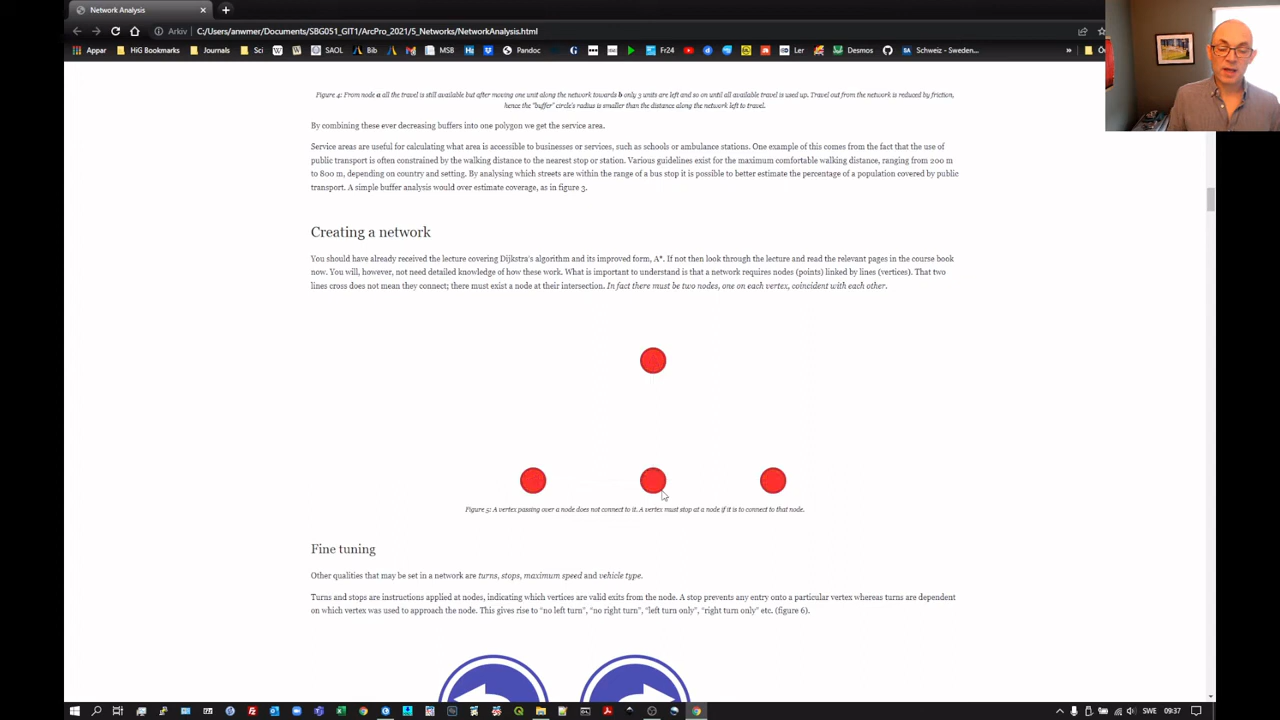 Network Analysis
Arkiv | C:/Users/anwmer/Documents/SBG051_GIT1/ArcPro_2021/5_Networks/NetworkAnalysis.html
Appar HiG Bookmarks Journals Sci W SAOL Bib MSB Pandoc G Fr24 Ler Desmos Schweiz - Sweden... »
Figure 4: From node a all the travel is still available but after moving one unit along the network towards b only 3 units are left and so on until all available travel is used up. Travel out from the network is reduced by friction,
hence the "buffer" circle's radius is smaller than the distance along the network left to travel.
By combining these ever decreasing buffers into one polygon we get the service area.
Service areas are useful for calculating what area is accessible to businesses or services, such as schools or ambulance stations. One example of this comes from the fact that the use of
public transport is often constrained by the walking distance to the nearest stop or station. Various guidelines exist for the maximum comfortable walking distance, ranging from 200 m
to 800 m, depending on country and setting. By analysing which streets are within the range of a bus stop it is possible to better estimate the percentage of a population covered by public
transport. A simple buffer analysis would over estimate coverage, as in figure 3.
Creating a network
You should have already received the lecture covering Dijkstra's algorithm and its improved form, A*. If not then look through the lecture and read the relevant pages in the course book
now. You will, however, not need detailed knowledge of how these work. What is important to understand is that a network requires nodes (points) linked by lines (vertices). That two
lines cross does not mean they connect; there must exist a node at their intersection. In fact there must be two nodes, one on each vertex, coincident with each other.
Figure 5: A vertex passing over a node does not connect to it. A vertex must stop at a node if it is to connect to that node.
Fine tuning
Other qualities that may be set in a network are turns, stops, maximum speed and vehicle type.
Turns and stops are instructions applied at nodes, indicating which vertices are valid exits from the node. A stop prevents any entry onto a particular vertex whereas turns are dependent
on which vertex was used to approach the node. This gives rise to "no left turn", "no right turn", "left turn only", "right turn only" etc. (figure 6).
SWE 09:37